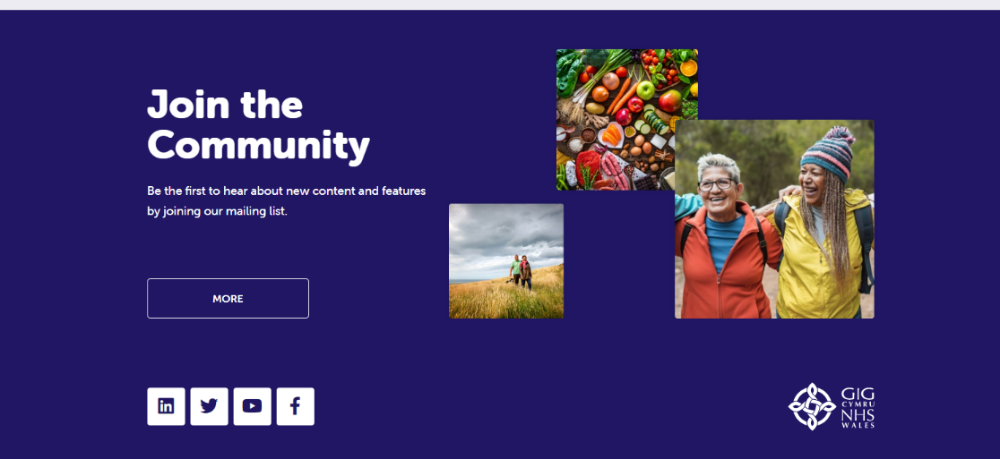 Join the
Community
Be the first to hear about new content and features
by joining our mailing list.
MORE
in
f
GIG
CYMRU
NHS
WALES